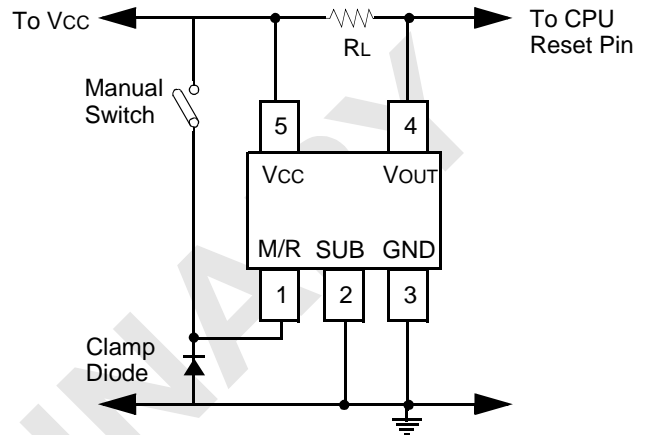 To VCC
To CPU
Reset Pin
RL
Manual
Switch
5
4
VCC
VOUT
M/R SUB GND
1
2
3
Clamp
Diode